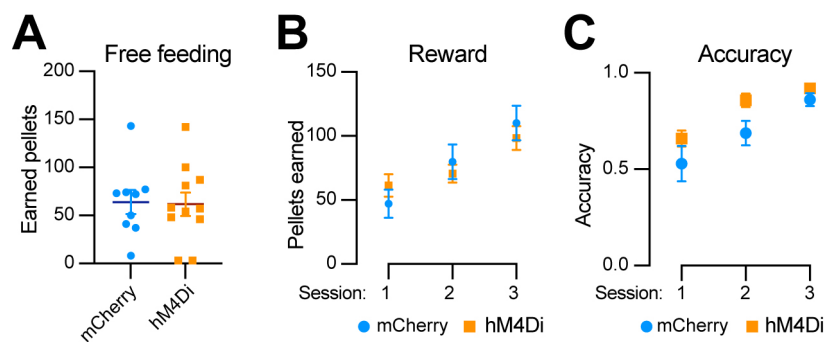 A
Free feeding
Earned pellets
200
150
100
50
0
mCherry
hM4Di
B
Reward
Pellets earned
150
100
50
0
Session: 1 2 3
mCherry hM4Di
C
Accuracy
Accuracy
1.0
0.5
0.0
Session: 1 2 3
mCherry hM4Di